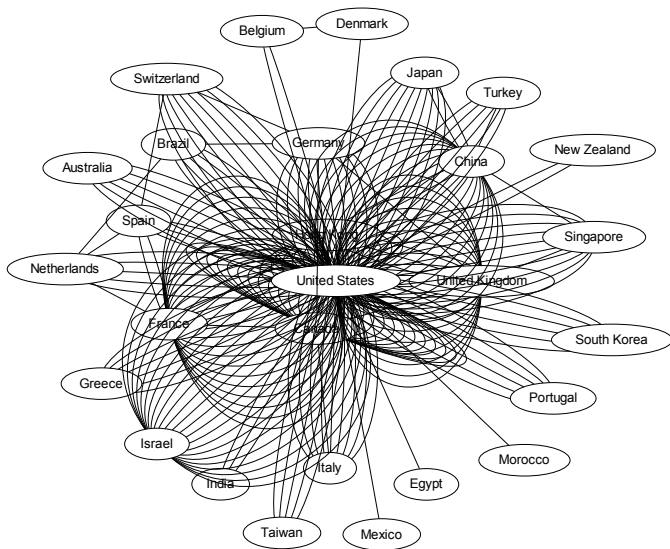 Belgium
Denmark
Switzerland
Japan
Turkey
Brazil
Germany
New Zealand
Australia
China
Spain
Singapore
Netherlands
United States
United Kingdom
France
Canada
South Korea
Greece
Portugal
Israel
Italy
Morocco
India
Egypt
Taiwan
Mexico